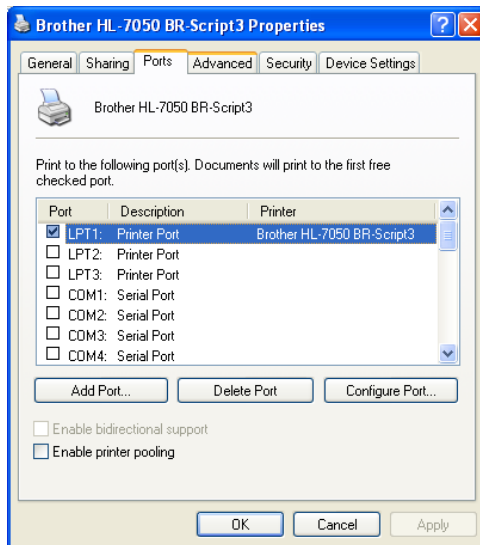 Brother HL-7050 BR-Script3 Properties
General Sharing Ports Advanced Security Device Settings
Brother HL-7050 BR-Script3
Print to the following port(s). Documents will print to the first free
checked port.
Port Description Printer
LPT1: Printer Port Brother HL-7050 BR-Script3
LPT2: Printer Port
LPT3: Printer Port
COM1: Serial Port
COM2: Serial Port
COM3: Serial Port
COM4: Serial Port
Add Port... Delete Port Configure Port...
Enable bidirectional support
Enable printer pooling
OK Cancel Apply